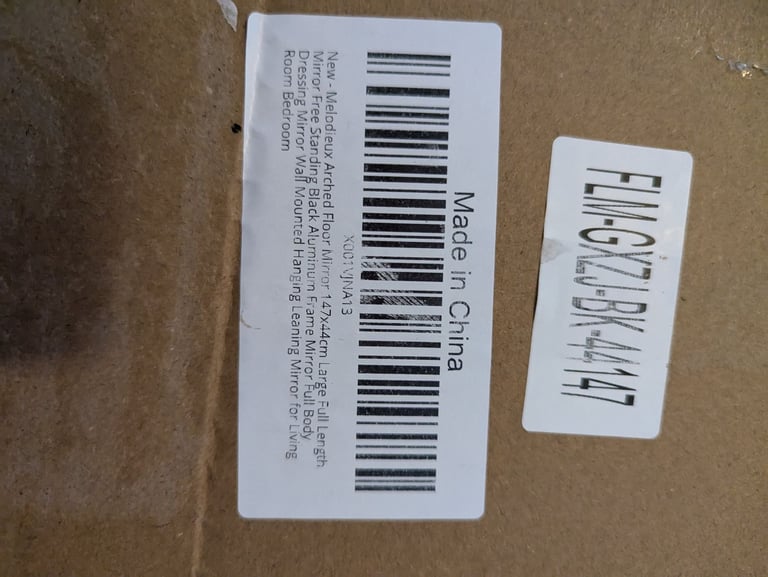 Made in China
X001VJNA13
New - Melodieux Arched Floor Mirror 147x44cm Large Full Length
Mirror Free Standing Black Aluminum Frame Mirror Full Body
Dressing Mirror Wall Mounted Hanging Leaning Mirror for Living
Room Bedroom
FLM-GXZJ-BK-44147